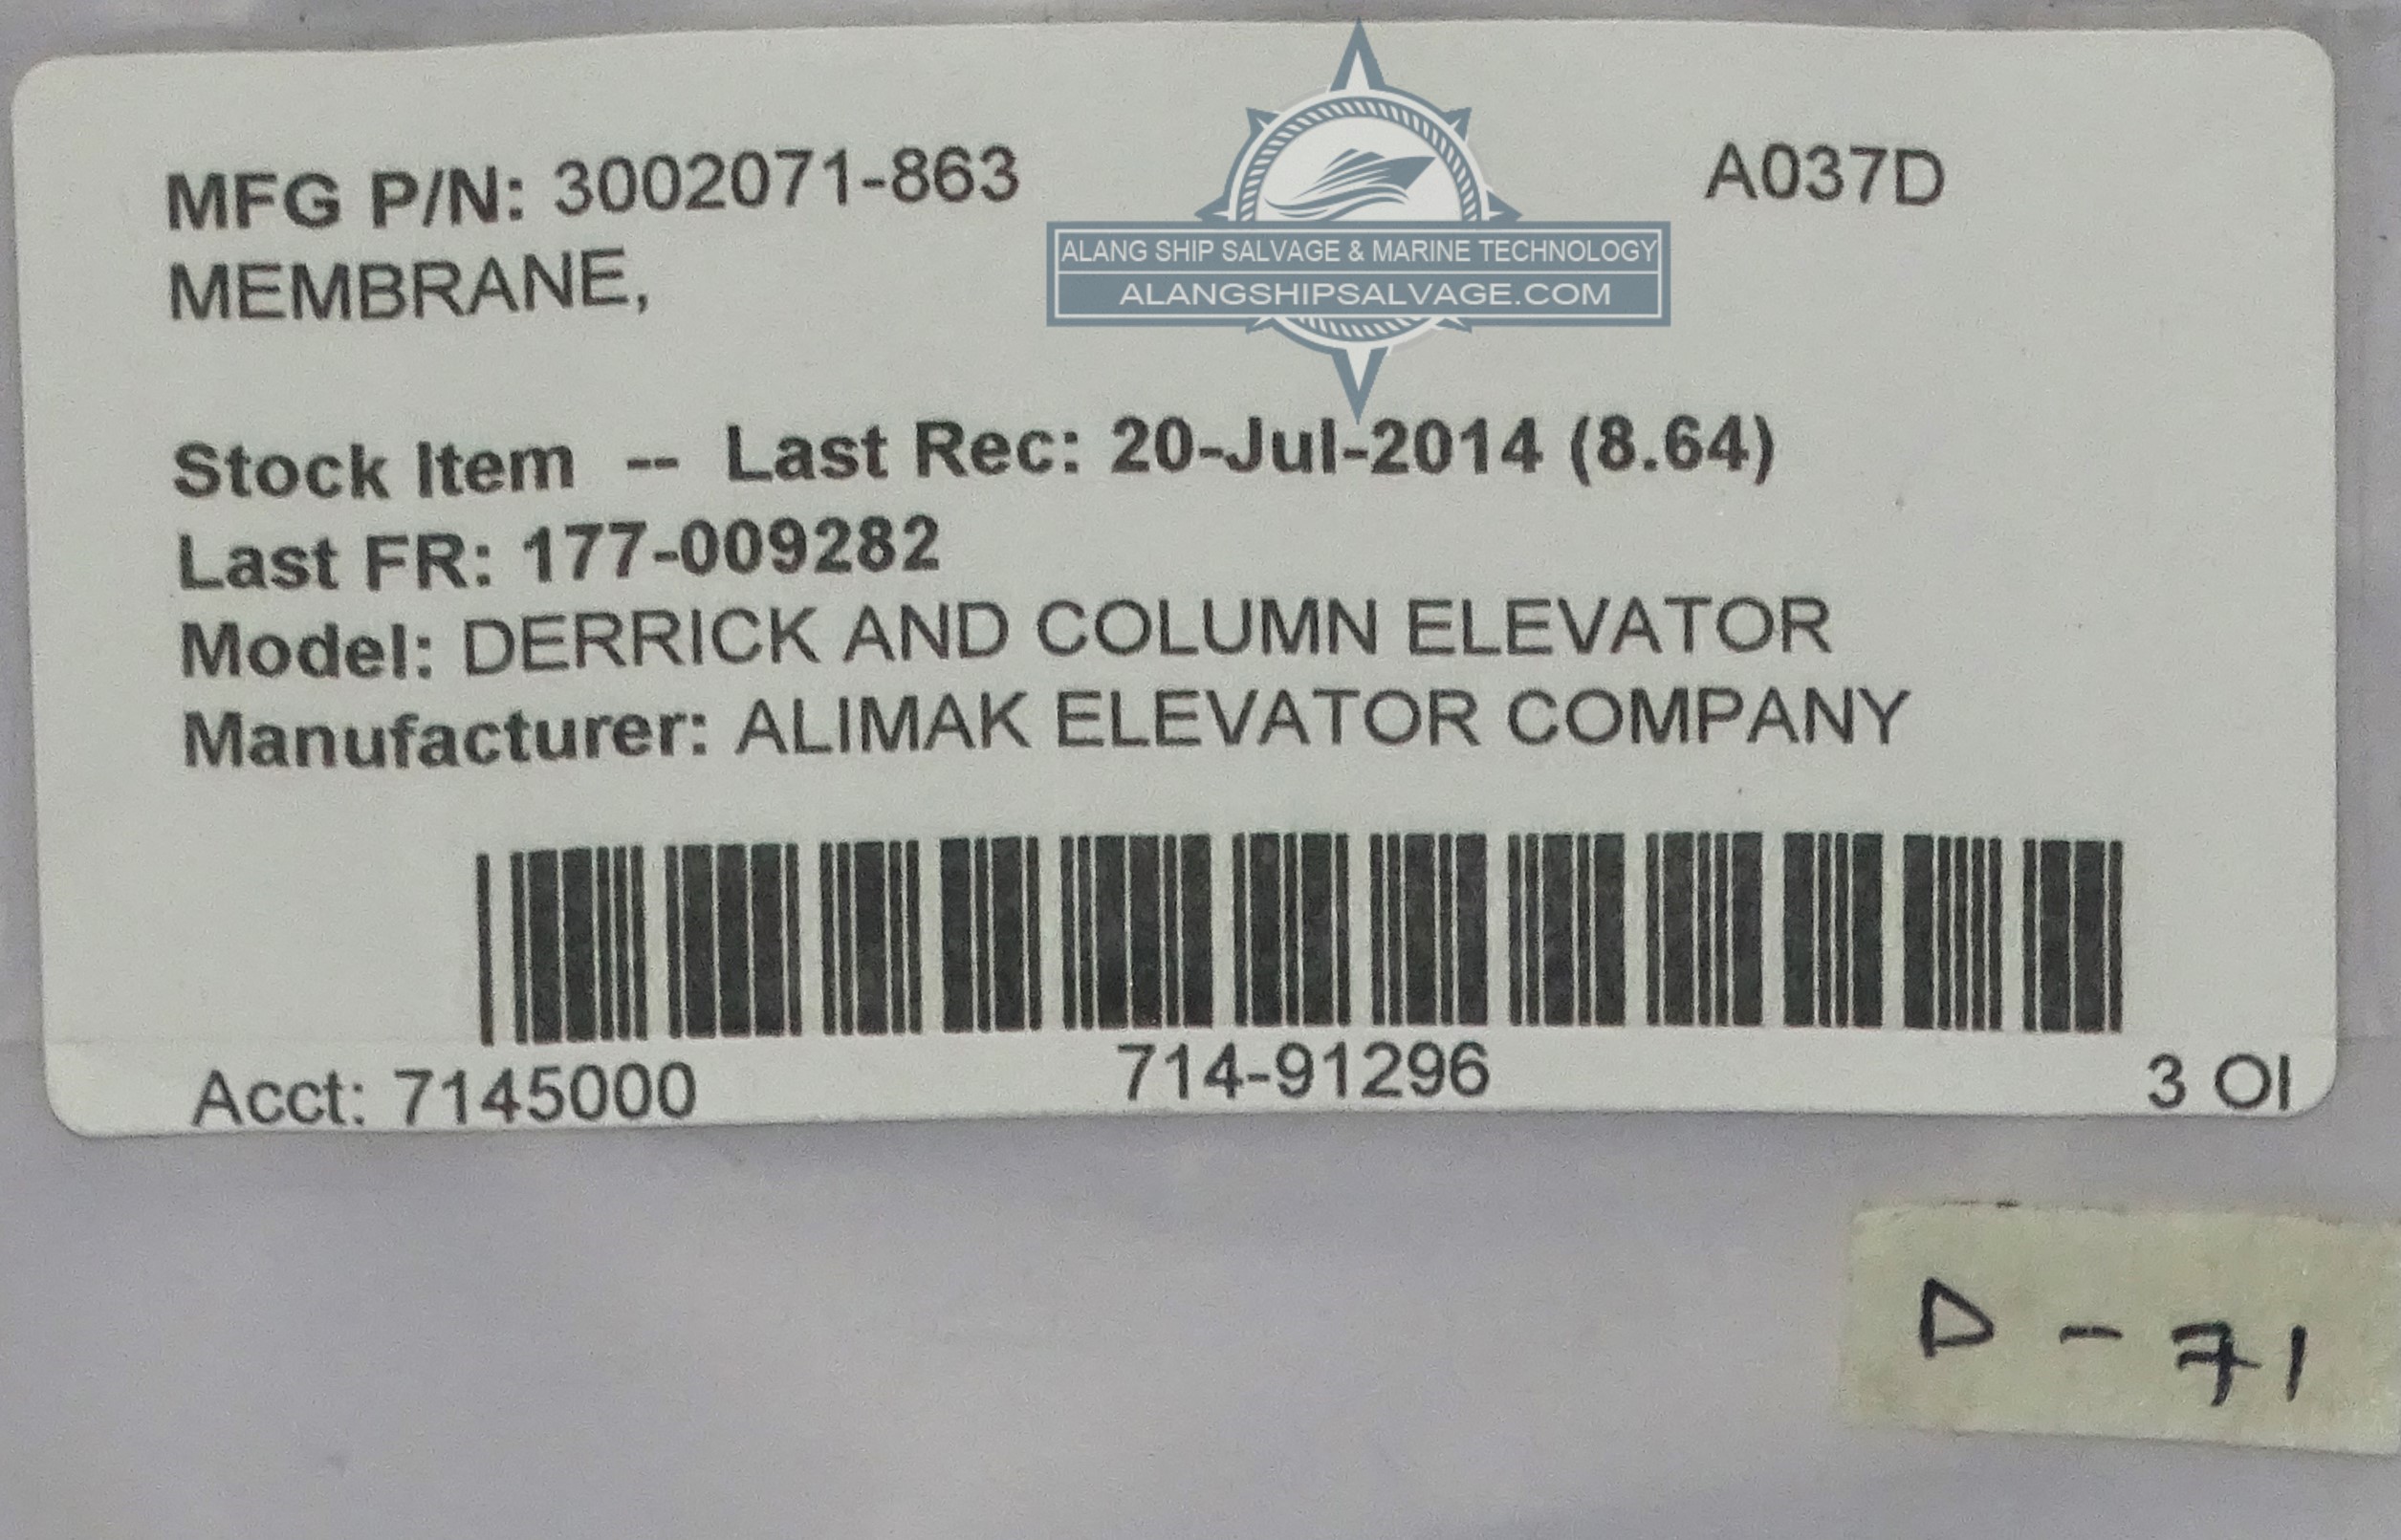 MFG P/N: 3002071-863
A037D
MEMBRANE,
ALANG SHIP SALVAGE & MARINE TECHNOLOGY
ALANGSHIPSALVAGE.COM
Stock Item -- Last Rec: 20-Jul-2014 (8.64)
Last FR: 177-009282
Model: DERRICK AND COLUMN ELEVATOR
Manufacturer: ALIMAK ELEVATOR COMPANY
Acct: 7145000
714-91296
3 OI
D - 71